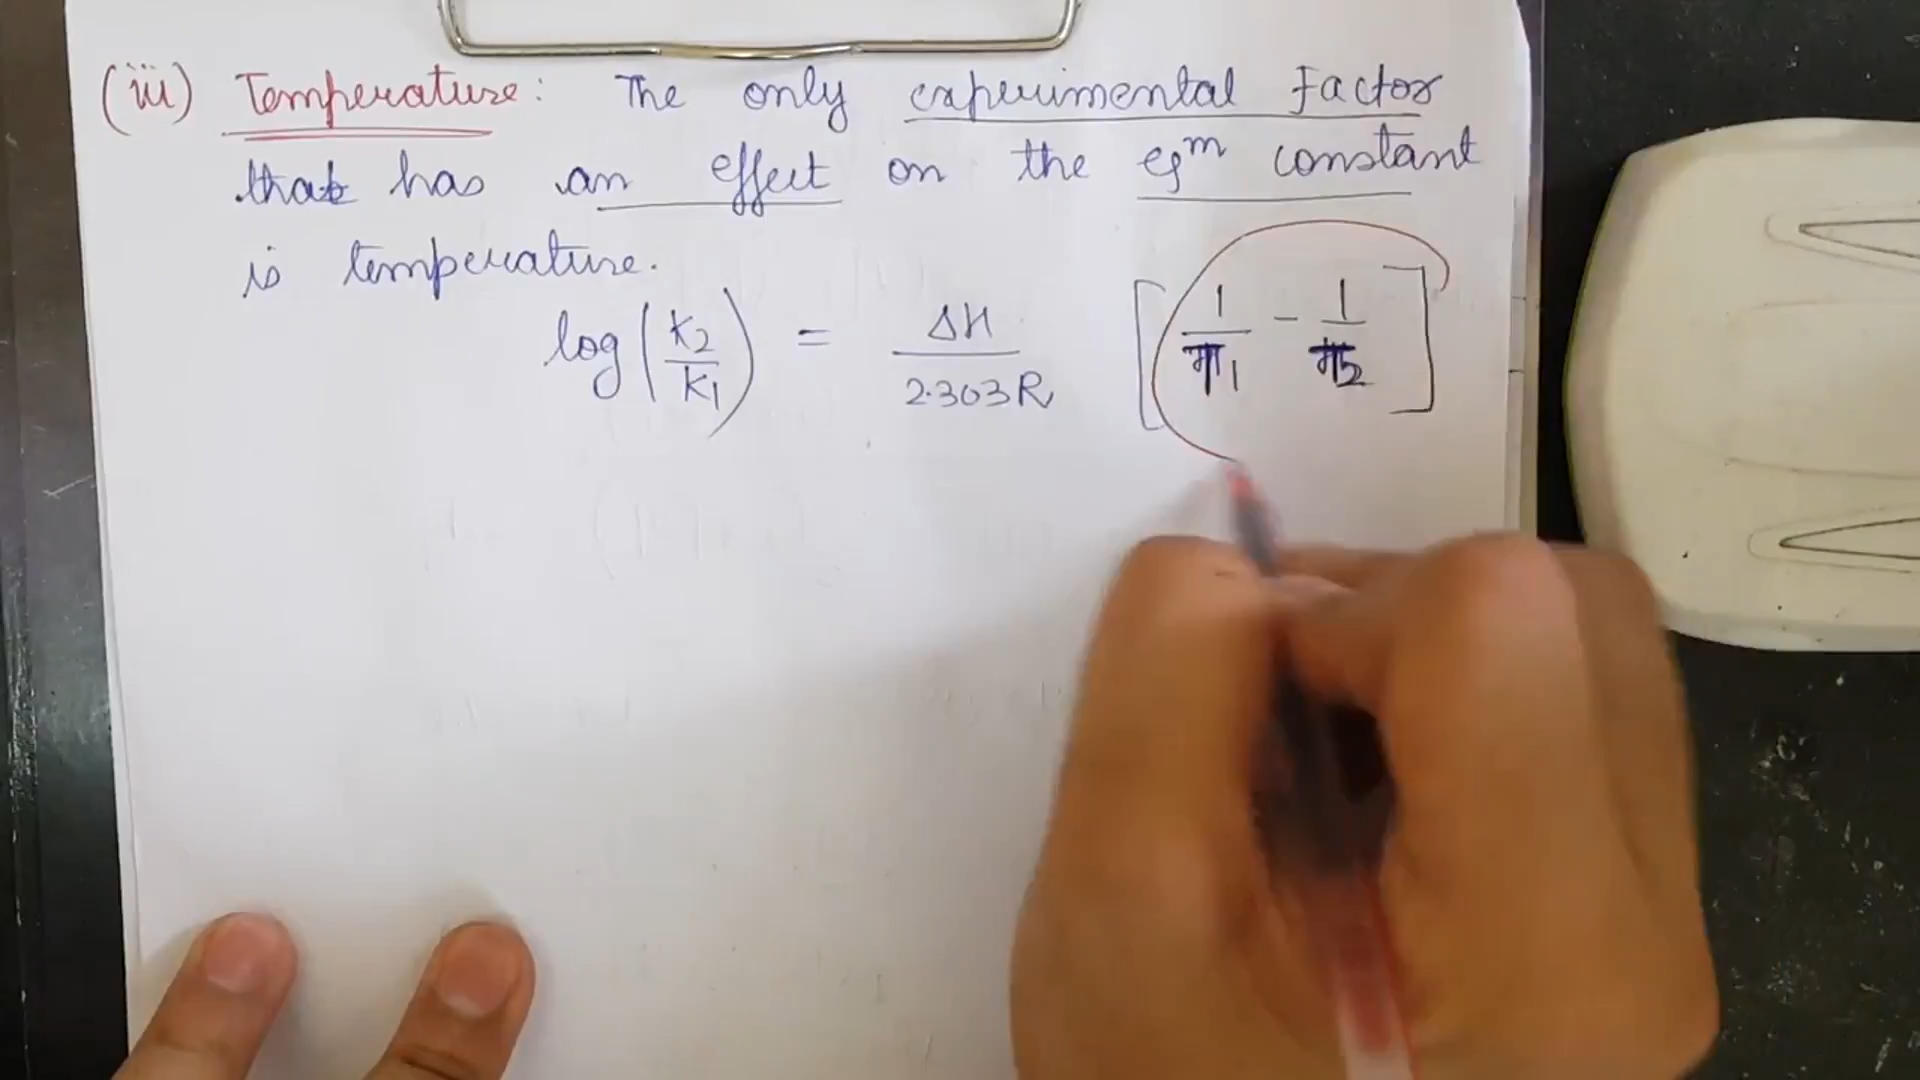 (iii) Temperature: The only experimental Factor
that has an effect on the eqm constant
is temperature.
log(K2/K1) = ΔH/2.303R [1/T1 - 1/T2]